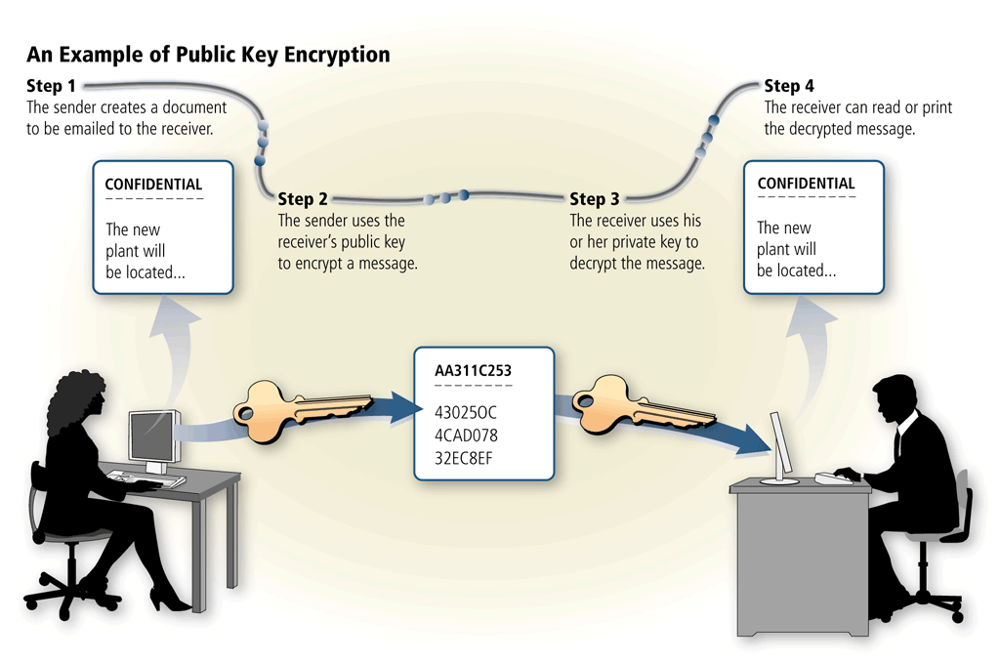 An Example of Public Key Encryption
Step 1
The sender creates a document
to be emailed to the receiver.
CONFIDENTIAL
The new
plant will
be located...
Step 2
The sender uses the
receiver's public key
to encrypt a message.
AA311C253
43025OC
4CAD078
32EC8EF
Step 3
The receiver uses his
or her private key to
decrypt the message.
Step 4
The receiver can read or print
the decrypted message.
CONFIDENTIAL
The new
plant will
be located...